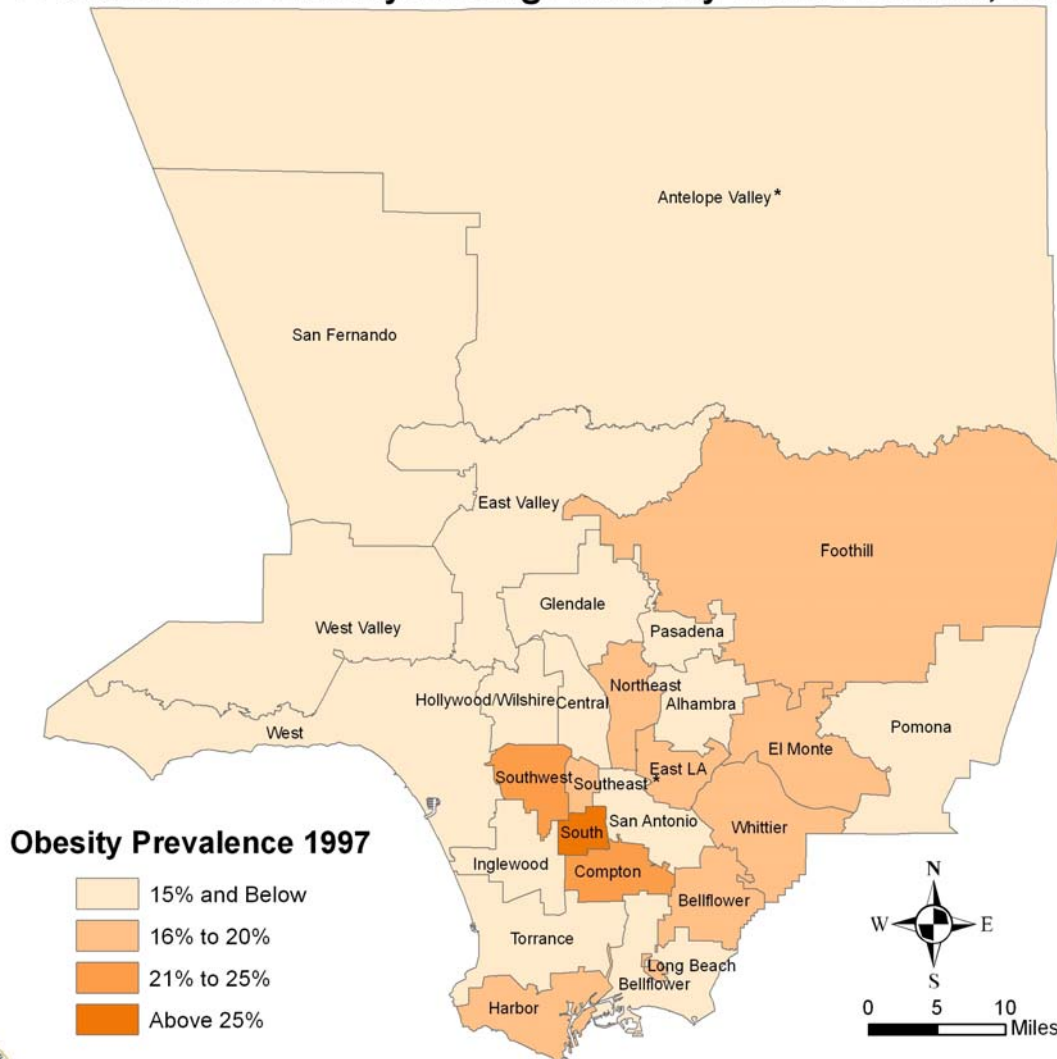 Antelope Valley*
San Fernando
East Valley
Foothill
Glendale
West Valley
Pasadena
Northeast
Hollywood/Wilshire
Central
Alhambra
Pomona
West
El Monte
East LA
Southwest
Southeast *
San Antonio
Whittier
South
Inglewood
Compton
Bellflower
Torrance
Long Beach
Bellflower
Harbor
Obesity Prevalence 1997
15% and Below
16% to 20%
21% to 25%
Above 25%
N
W E
S
0 5 10
Miles